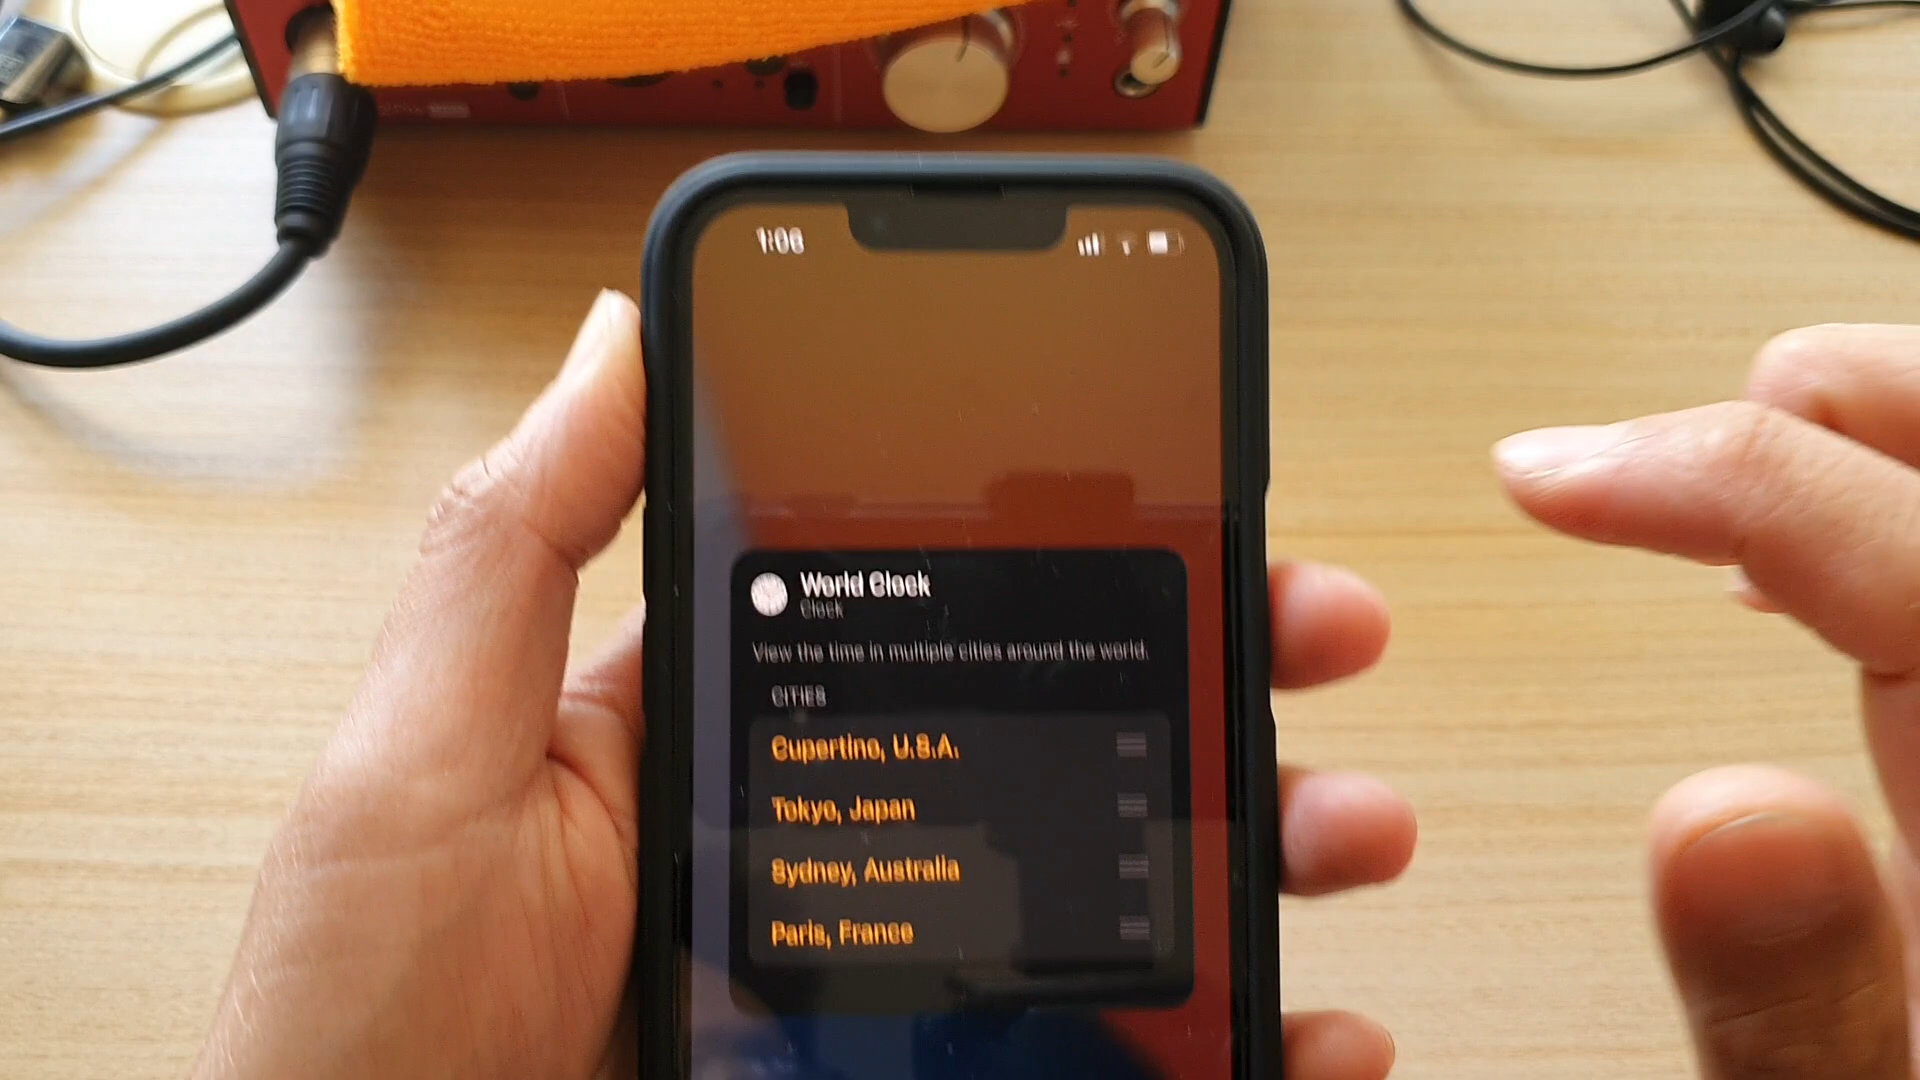 1:06
World Clock
Clock
View the time in multiple cities around the world.
CITIES
Cupertino, U.S.A.
Tokyo, Japan
Sydney, Australia
Paris, France